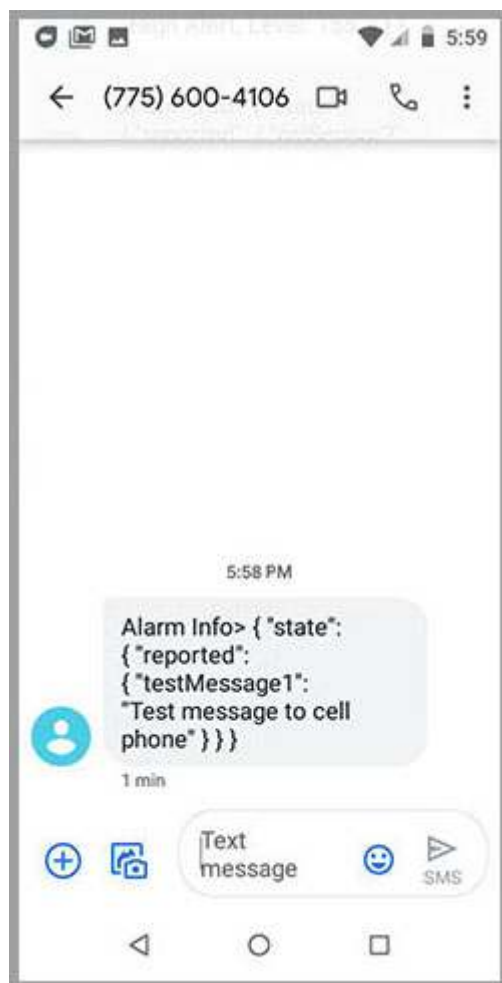 5:59
(775) 600-4106
5:58 PM
Alarm Info> { "state":
{ "reported":
{ "testMessage1":
"Test message to cell
phone" } } }
1 min
Text
message
SMS